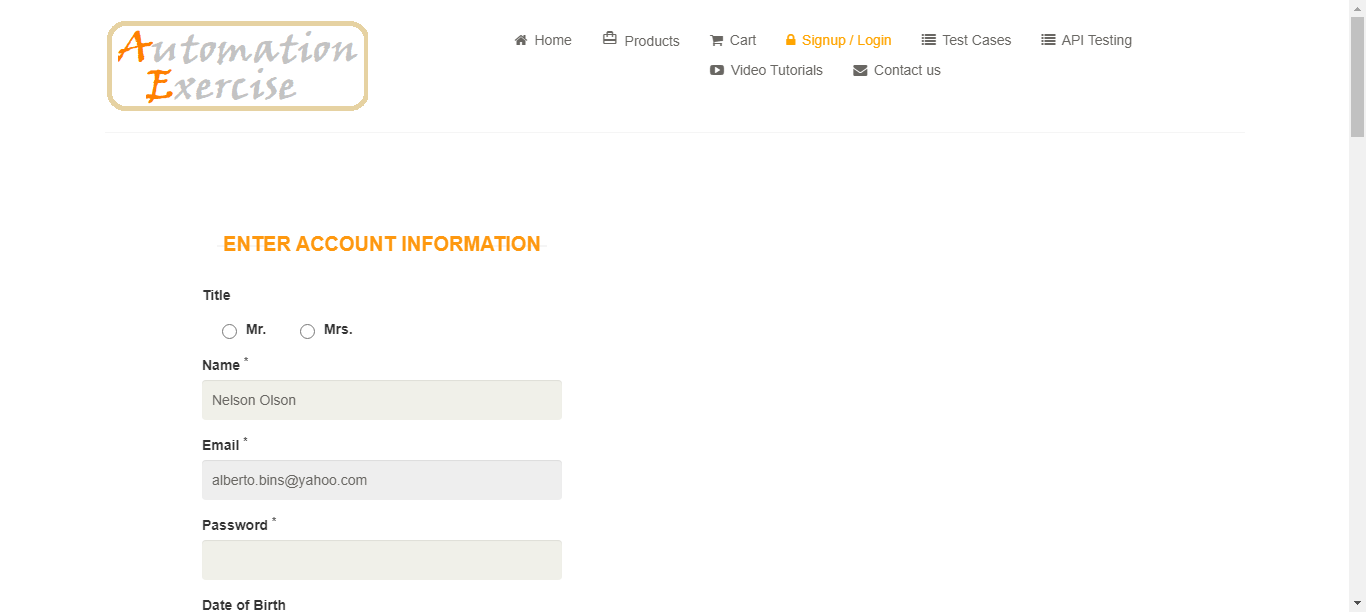 Automation
Exercise
Home
Products
Cart
Signup / Login
Test Cases
API Testing
Video Tutorials
Contact us
ENTER ACCOUNT INFORMATION
Title
Mr.
Mrs.
Name *
Nelson Olson
Email *
alberto.bins@yahoo.com
Password *
Date of Birth